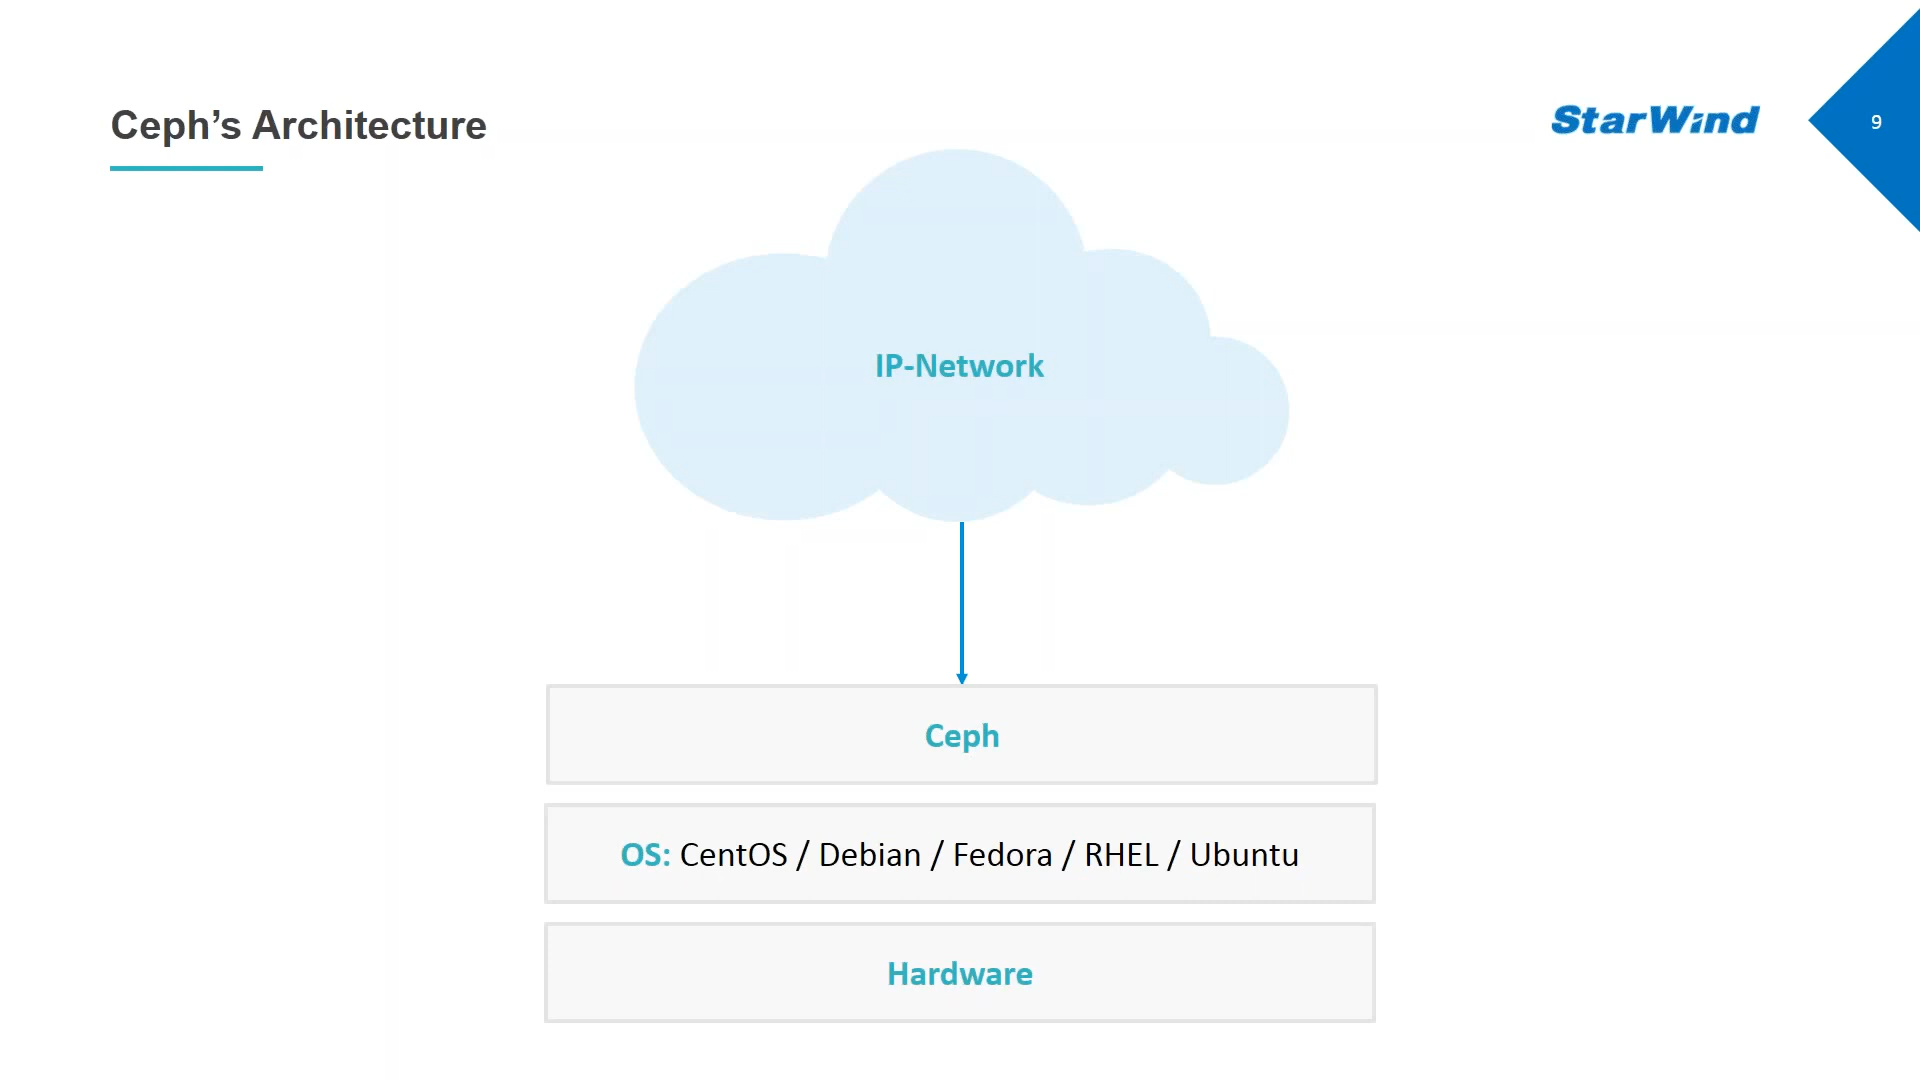 Ceph’s Architecture
StarWind
9
IP-Network
Ceph
OS: CentOS / Debian / Fedora / RHEL / Ubuntu
Hardware